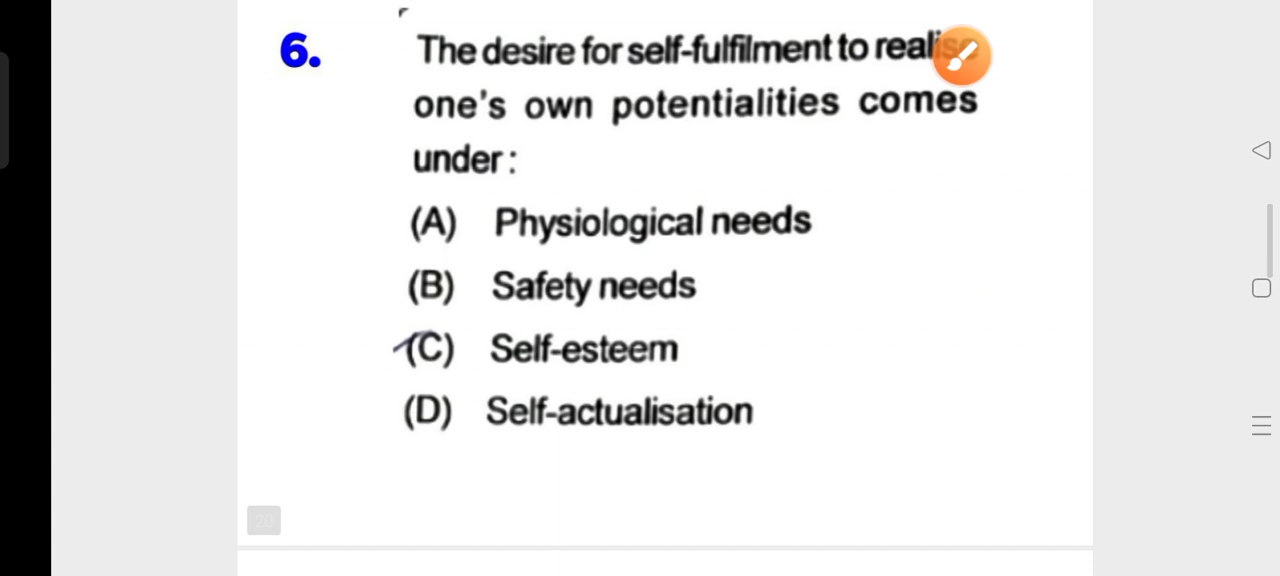 6. The desire for self-fulfilment to
one's own potentialities comes
under :
(A) Physiological needs
(B) Safety needs
(C) Self-esteem
(D) Self-actualisation
20